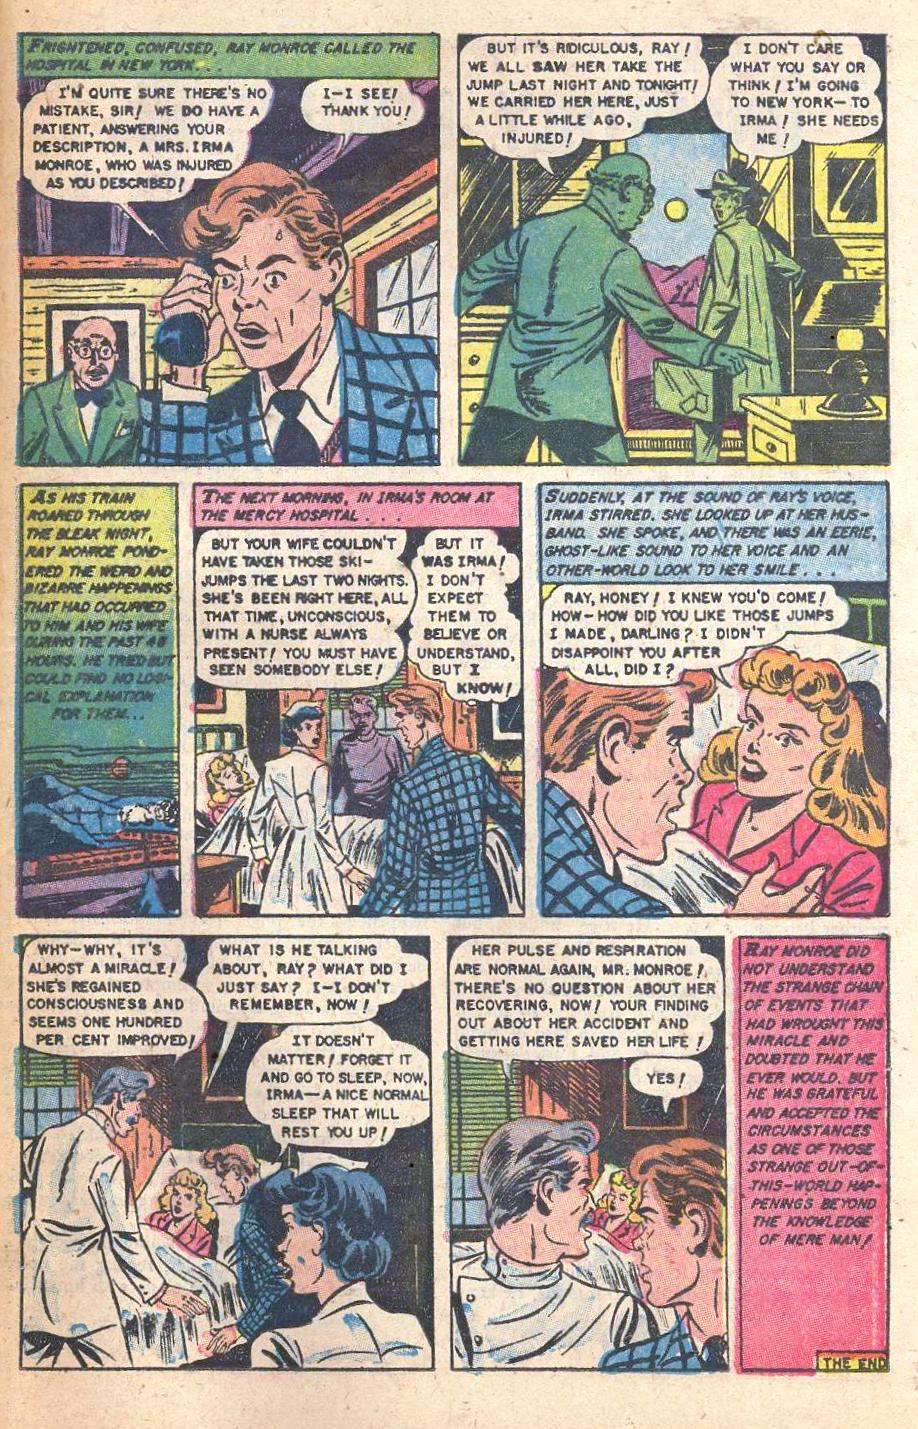 FRIGHTENED, CONFUSED, RAY MONROE CALLED THE
HOSPITAL IN NEW YORK...
I'M QUITE SURE THERE'S NO
MISTAKE, SIR! WE DO HAVE A
PATIENT, ANSWERING YOUR
DESCRIPTION, A MRS. IRMA
MONROE, WHO WAS INJURED
AS YOU DESCRIBED!
I-I SEE!
THANK YOU!
BUT IT'S RIDICULOUS, RAY!
WE ALL SAW HER TAKE THE
JUMP LAST NIGHT AND TONIGHT!
WE CARRIED HER HERE, JUST
A LITTLE WHILE AGO,
INJURED!
I DON'T CARE
WHAT YOU SAY OR
THINK! I'M GOING
TO NEW YORK-TO
IRMA! SHE NEEDS
ME!
AS HIS TRAIN
ROARED THROUGH
THE BLEAK NIGHT,
RAY MONROE POND-
ERED THE WEIRD AND
BIZARRE HAPPENINGS
THAT HAD OCCURRED
TO HIM AND HIS WIFE
DURING THE PAST 48
HOURS. HE TRIED BUT
COULD FIND NO LOGI-
CAL EXPLANATION
FOR THEM...
THE NEXT MORNING, IN IRMA'S ROOM AT
THE MERCY HOSPITAL...
BUT YOUR WIFE COULDN'T
HAVE TAKEN THOSE SKI-
JUMPS THE LAST TWO NIGHTS.
SHE'S BEEN RIGHT HERE, ALL
THAT TIME, UNCONSCIOUS,
WITH A NURSE ALWAYS
PRESENT! YOU MUST HAVE
SEEN SOMEBODY ELSE!
BUT IT
WAS IRMA!
I DON'T
EXPECT
THEM TO
BELIEVE OR
UNDERSTAND,
BUT I
KNOW!
SUDDENLY, AT THE SOUND OF RAY'S VOICE,
IRMA STIRRED. SHE LOOKED UP AT HER HUS-
BAND. SHE SPOKE, AND THERE WAS AN EERIE,
GHOST-LIKE SOUND TO HER VOICE AND AN
OTHER-WORLD LOOK TO HER SMILE...
RAY, HONEY! I KNEW YOU'D COME!
HOW-HOW DID YOU LIKE THOSE JUMPS
I MADE, DARLING? I DIDN'T
DISAPPOINT YOU AFTER
ALL, DID I?
WHY-WHY, IT'S
ALMOST A MIRACLE!
SHE'S REGAINED
CONSCIOUSNESS AND
SEEMS ONE HUNDRED
PER CENT IMPROVED!
WHAT IS HE TALKING
ABOUT, RAY? WHAT DID I
JUST SAY? I-I DON'T
REMEMBER, NOW!
IT DOESN'T
MATTER! FORGET IT
AND GO TO SLEEP, NOW,
IRMA-A NICE NORMAL
SLEEP THAT WILL
REST YOU UP!
HER PULSE AND RESPIRATION
ARE NORMAL AGAIN, MR. MONROE!
THERE'S NO QUESTION ABOUT HER
RECOVERING, NOW! YOUR FINDING
OUT ABOUT HER ACCIDENT AND
GETTING HERE SAVED HER LIFE!
YES!
RAY MONROE DID
NOT UNDERSTAND
THE STRANGE CHAIN
OF EVENTS THAT
HAD WROUGHT THIS
MIRACLE AND
DOUBTED THAT HE
EVER WOULD. BUT
HE WAS GRATEFUL
AND ACCEPTED THE
CIRCUMSTANCES
AS ONE OF THOSE
STRANGE OUT-OF-
THIS-WORLD HAP-
PENINGS BEYOND
THE KNOWLEDGE
OF MERE MAN!
THE END